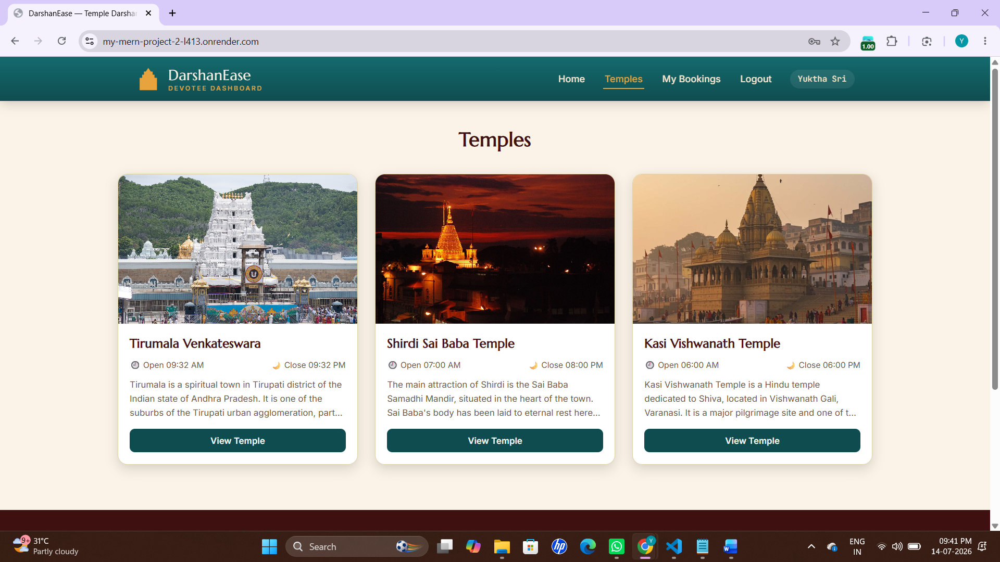 DarshanEase — Temple Darshan
my-mern-project-2-l413.onrender.com
1.00
Y
DarshanEase
DEVOTEE DASHBOARD
Home
Temples
My Bookings
Logout
Yuktha Sri
Temples
Tirumala Venkateswara
Open 09:32 AM
Close 09:32 PM
Tirumala is a spiritual town in Tirupati district of the
Indian state of Andhra Pradesh. It is one of the
suburbs of the Tirupati urban agglomeration, part...
View Temple
Shirdi Sai Baba Temple
Open 07:00 AM
Close 08:00 PM
The main attraction of Shirdi is the Sai Baba
Samadhi Mandir, situated in the heart of the town.
Sai Baba's body has been laid to eternal rest here...
View Temple
Kasi Vishwanath Temple
Open 06:00 AM
Close 06:00 PM
Kasi Vishwanath Temple is a Hindu temple
dedicated to Shiva, located in Vishwanath Gali,
Varanasi. It is a major pilgrimage site and one of t...
View Temple
9+
31°C
Partly cloudy
Search
hp
Y
W
ENG
IN
09:41 PM
14-07-2026